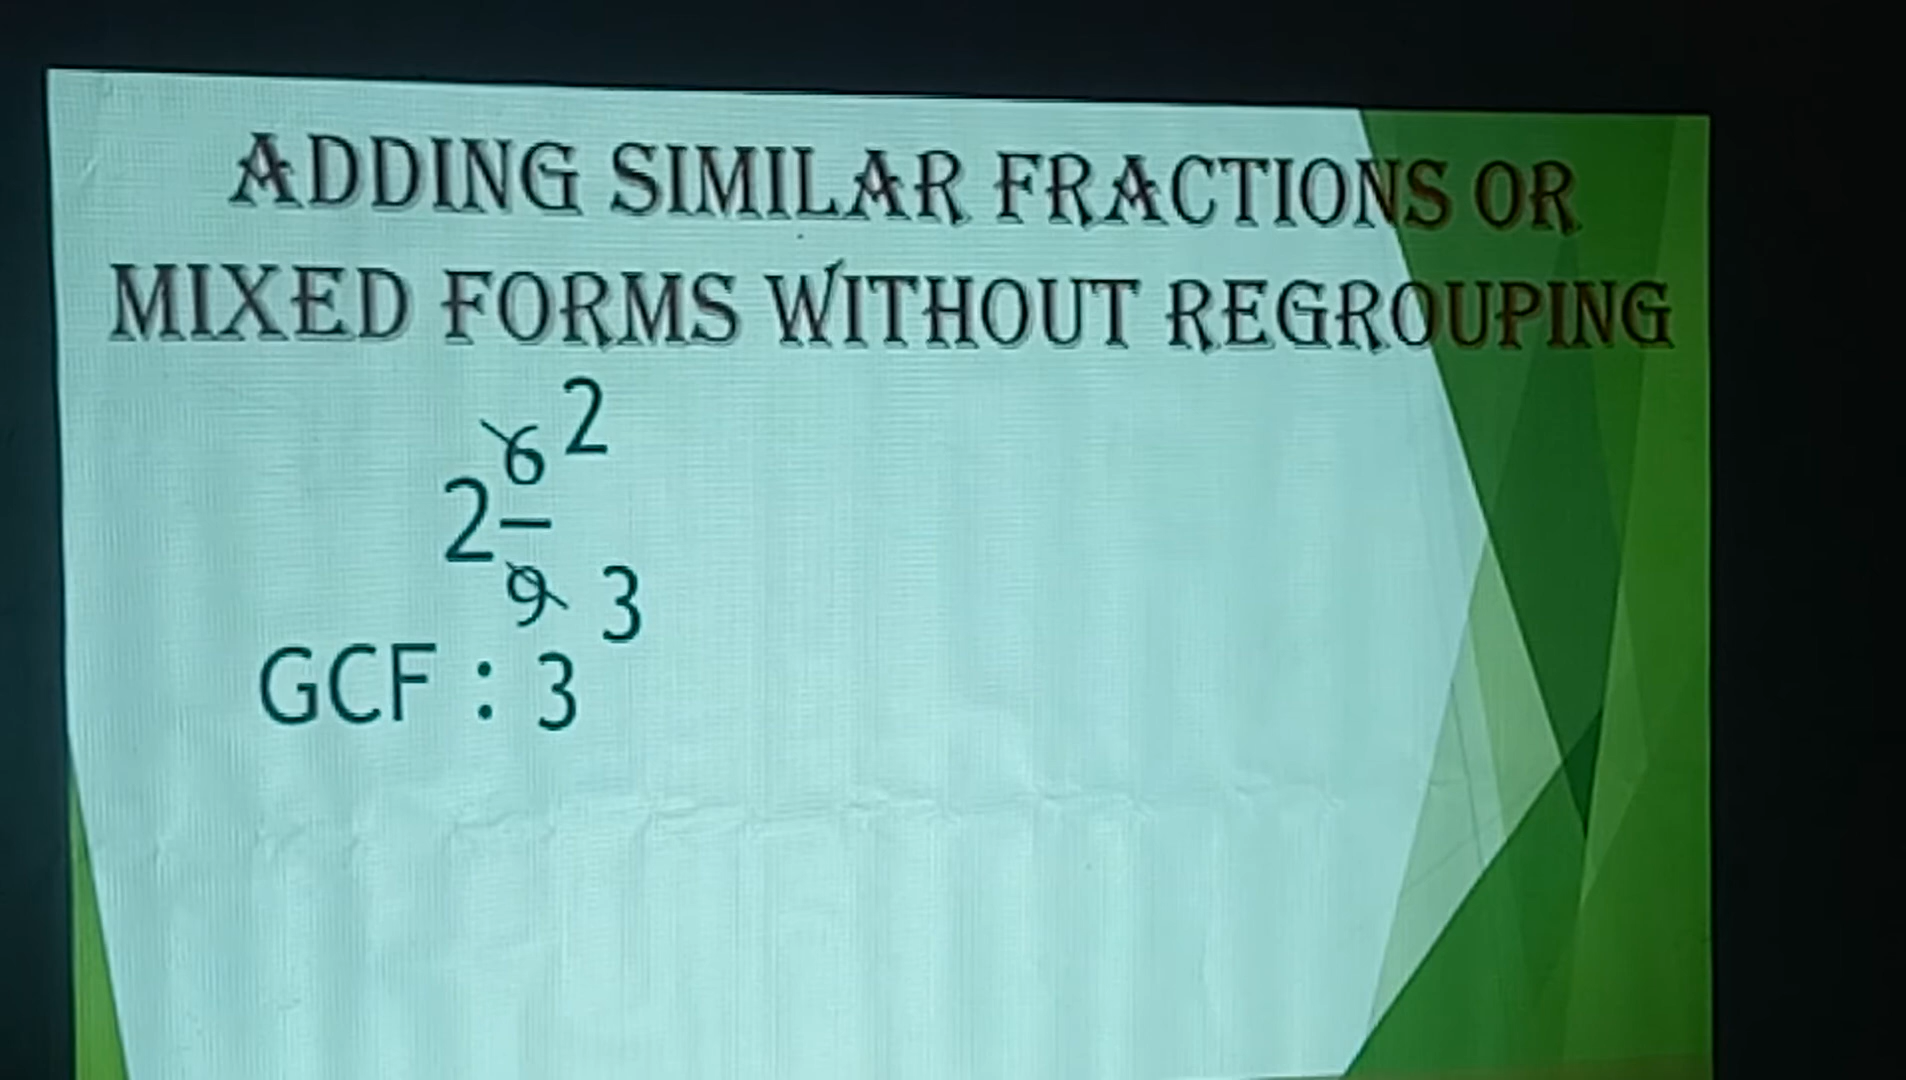 ADDING SIMILAR FRACTIONS OR
MIXED FORMS WITHOUT REGROUPING
6 2
2
9 3
GCF : 3